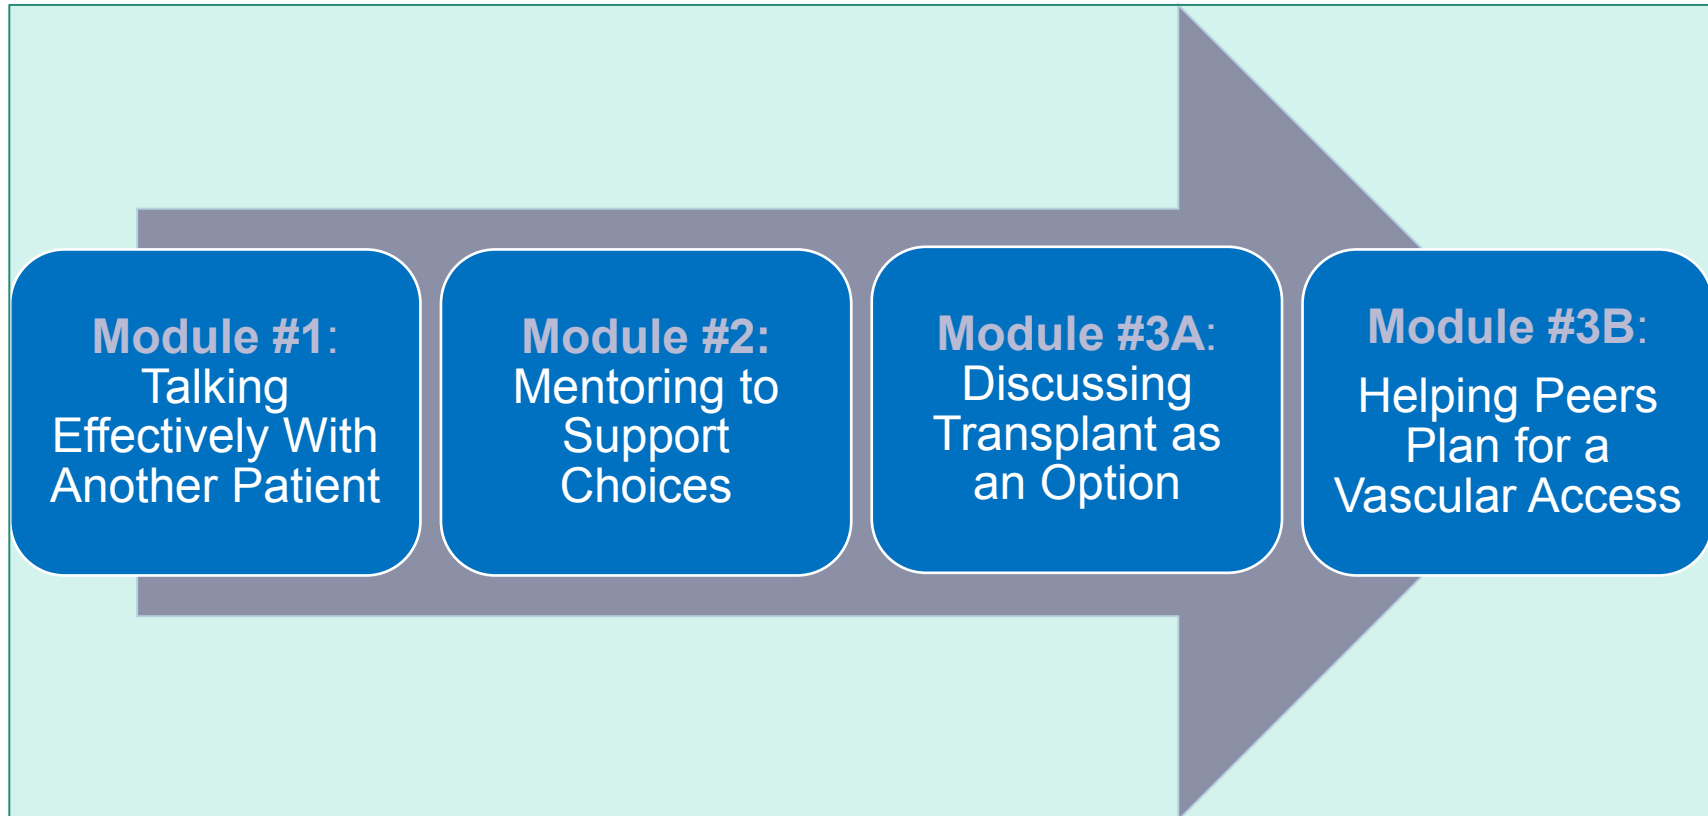 Module #1:
Talking
Effectively With
Another Patient
Module #2:
Mentoring to
Support
Choices
Module #3A:
Discussing
Transplant as
an Option
Module #3B:
Helping Peers
Plan for a
Vascular Access